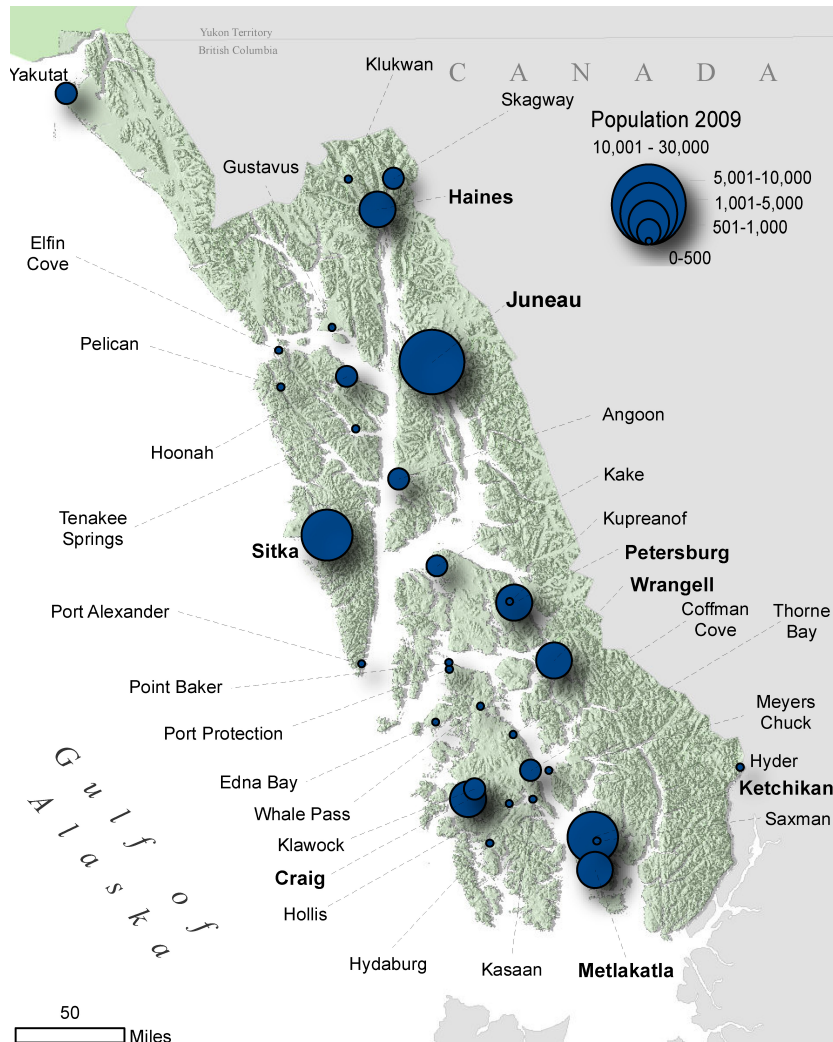 Yukon Territory
British Columbia
Yakutat
Klukwan
C A N A D A
Skagway
Population 2009
10,001 - 30,000
5,001-10,000
1,001-5,000
501-1,000
0-500
Gustavus
Haines
Elfin
Cove
Juneau
Pelican
Angoon
Hoonah
Kake
Tenakee
Springs
Kupreanof
Sitka
Petersburg
Wrangell
Port Alexander
Coffman
Cove
Thorne
Bay
Point Baker
Meyers
Chuck
Port Protection
Hyder
Edna Bay
Ketchikan
Whale Pass
Saxman
Klawock
Craig
Hollis
Gulf of
Alaska
Hydaburg
Kasaan
Metlakatla
50
Miles